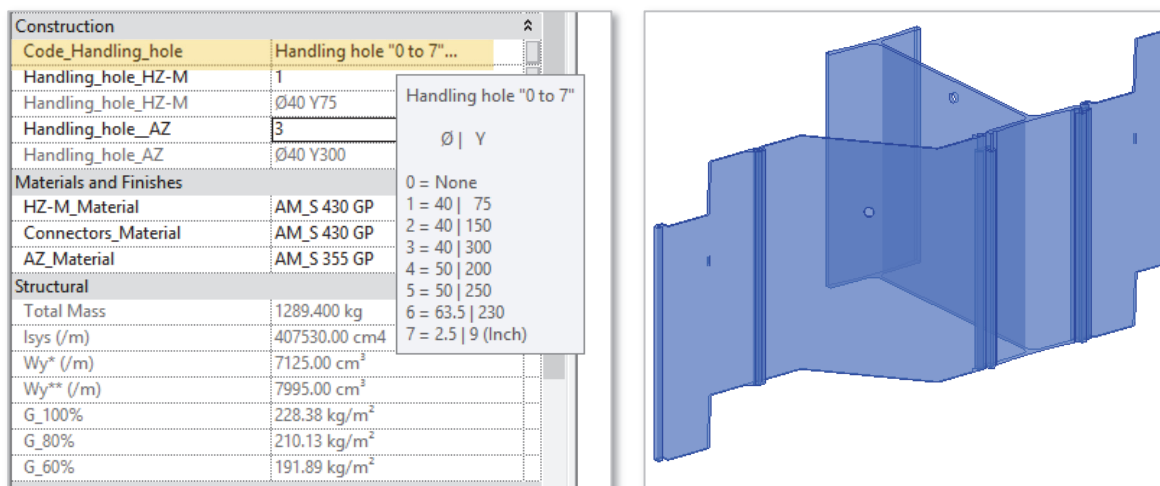 Construction
Code_Handling_hole Handling hole "0 to 7"...
Handling_hole_HZ-M 1
Handling_hole_HZ-M Ø40 Y75
Handling_hole__AZ 3
Handling_hole_AZ Ø40 Y300
Materials and Finishes
HZ-M_Material AM_S 430 GP
Connectors_Material AM_S 430 GP
AZ_Material AM_S 355 GP
Structural
Total Mass 1289.400 kg
Isys (/m) 407530.00 cm4
Wy* (/m) 7125.00 cm³
Wy** (/m) 7995.00 cm³
G_100% 228.38 kg/m²
G_80% 210.13 kg/m²
G_60% 191.89 kg/m²
Handling hole "0 to 7"
Ø | Y
0 = None
1 = 40 | 75
2 = 40 | 150
3 = 40 | 300
4 = 50 | 200
5 = 50 | 250
6 = 63.5 | 230
7 = 2.5 | 9 (Inch)